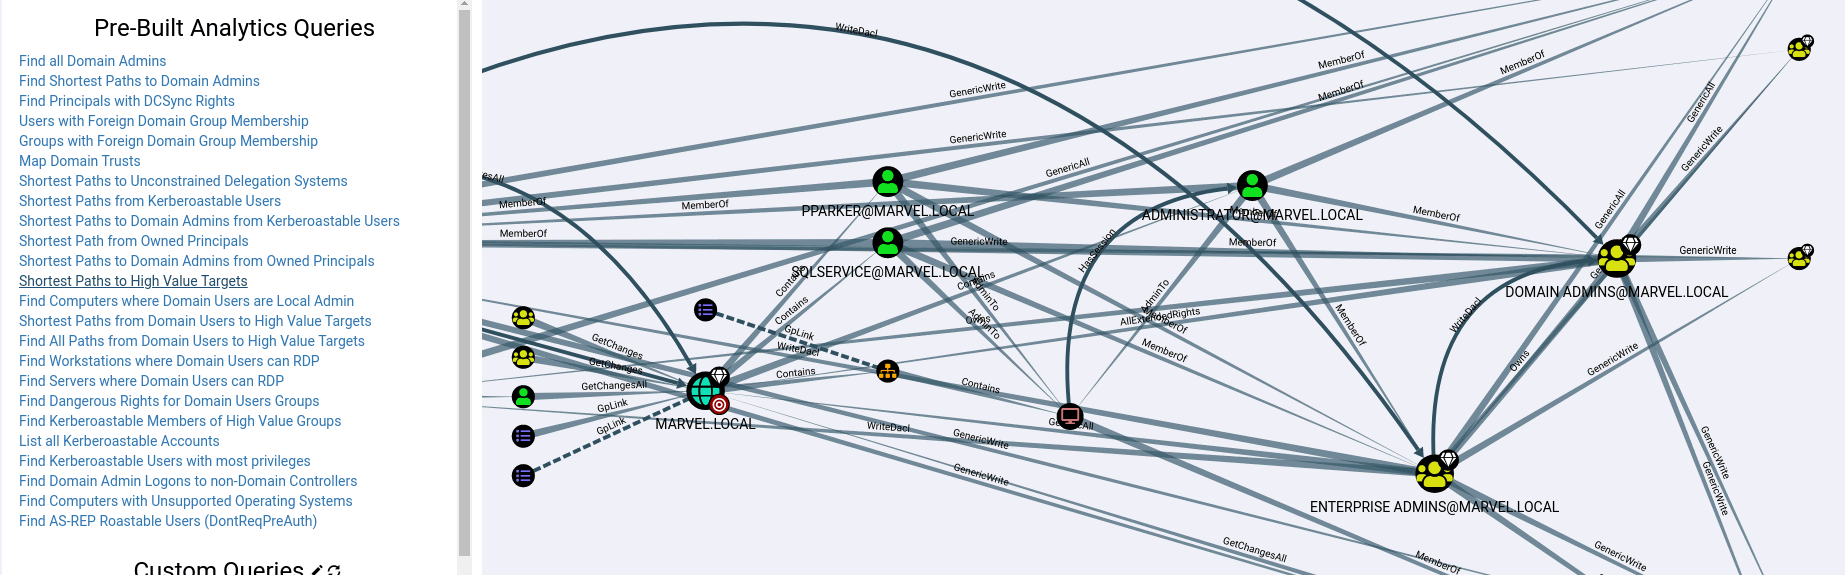 Pre-Built Analytics Queries
Find all Domain Admins
Find Shortest Paths to Domain Admins
Find Principals with DCSync Rights
Users with Foreign Domain Group Membership
Groups with Foreign Domain Group Membership
Map Domain Trusts
Shortest Paths to Unconstrained Delegation Systems
Shortest Paths from Kerberoastable Users
Shortest Paths to Domain Admins from Kerberoastable Users
Shortest Path from Owned Principals
Shortest Paths to Domain Admins from Owned Principals
Shortest Paths to High Value Targets
Find Computers where Domain Users are Local Admin
Shortest Paths from Domain Users to High Value Targets
Find All Paths from Domain Users to High Value Targets
Find Workstations where Domain Users can RDP
Find Servers where Domain Users can RDP
Find Dangerous Rights for Domain Users Groups
Find Kerberoastable Members of High Value Groups
List all Kerberoastable Accounts
Find Kerberoastable Users with most privileges
Find Domain Admin Logons to non-Domain Controllers
Find Computers with Unsupported Operating Systems
Find AS-REP Roastable Users (DontReqPreAuth)
Custom Queries
WriteDacl
MemberOf
MemberOf
GenericWrite
MemberOf
GenericAll
GenericWrite
GenericWrite
GenericAll
MemberOf
MemberOf
PPARKER@MARVEL.LOCAL
ADMINISTRATOR@MARVEL.LOCAL
MemberOf
GenericAll
MemberOf
GenericWrite
MemberOf
GenericWrite
HasSession
SQLSERVICE@MARVEL.LOCAL
DOMAIN ADMINS@MARVEL.LOCAL
Contains
Contains
AdminTo
AdminTo
Contains
GpLink
AdminTo
Owns
AllExtendedRights
MemberOf
MemberOf
WriteDacl
GetChanges
WriteDacl
MemberOf
GetChanges
Contains
Owns
GenericWrite
GetChangesAll
Contains
GpLink
GpLink
MARVEL.LOCAL
WriteDacl
GenericAll
GenericWrite
GenericWrite
GenericWrite
GenericWrite
ENTERPRISE ADMINS@MARVEL.LOCAL
GetChangesAll
MemberOf
GenericWrite